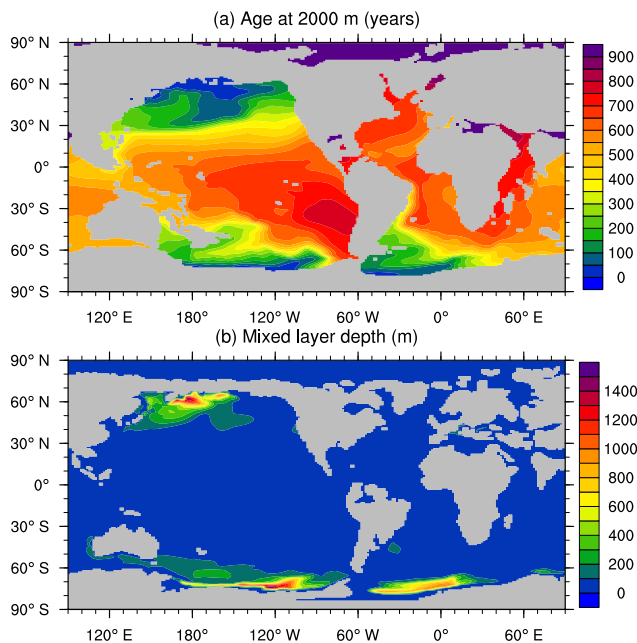 (a) Age at 2000 m (years)
90° N
60° N
30° N
0°
30° S
60° S
90° S
120° E
180°
120° W
60° W
0°
60° E
900
800
700
600
500
400
300
200
100
0
(b) Mixed layer depth (m)
90° N
60° N
30° N
0°
30° S
60° S
90° S
120° E
180°
120° W
60° W
0°
60° E
1400
1200
1000
800
600
400
200
0